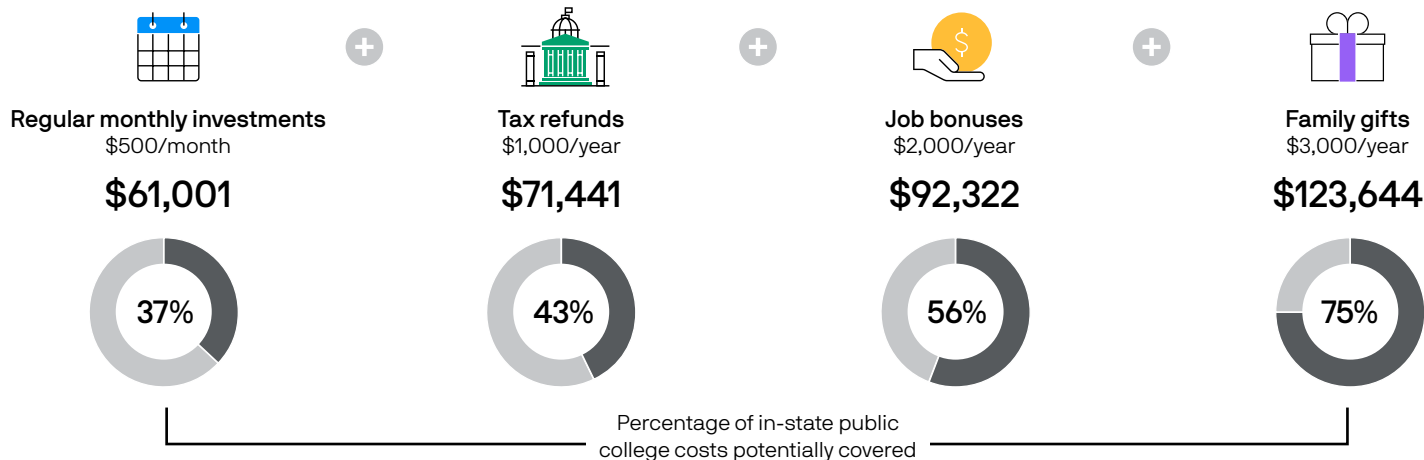 Regular monthly investments
$500/month
$61,001
37%
Tax refunds
$1,000/year
$71,441
43%
$
Job bonuses
$2,000/year
$92,322
56%
Family gifts
$3,000/year
$123,644
75%
Percentage of in-state public
college costs potentially covered